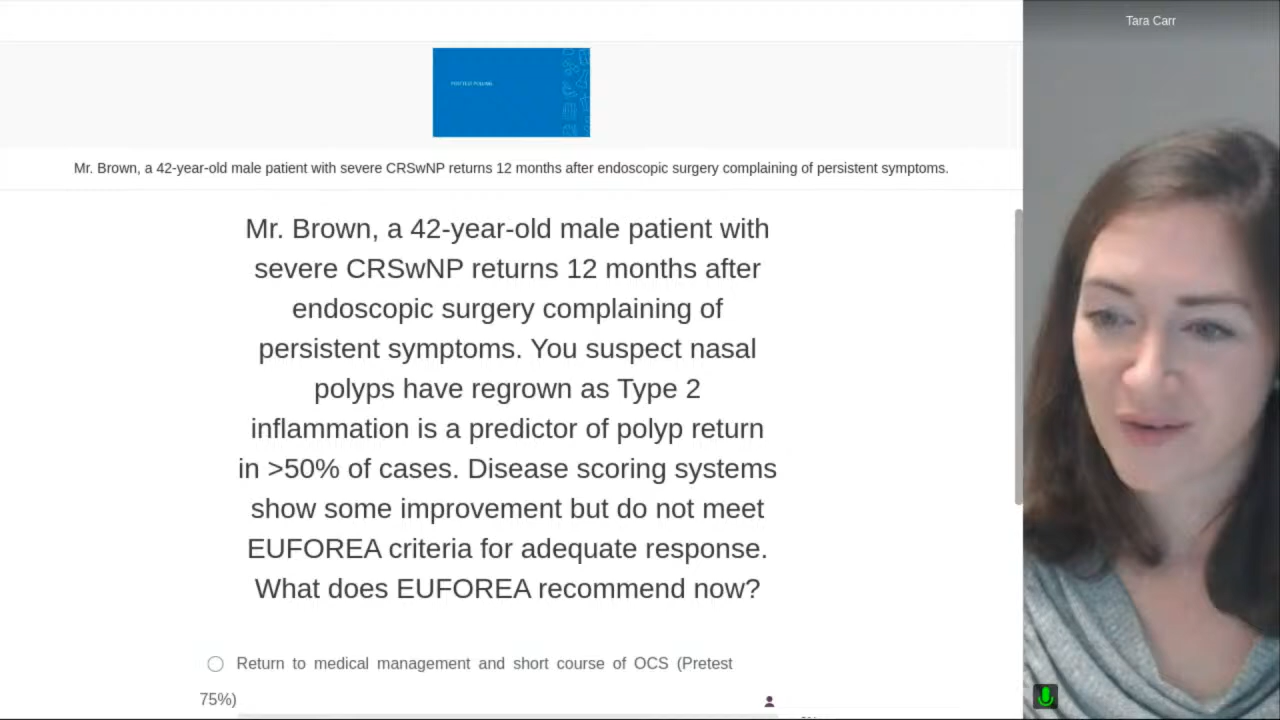 Tara Carr
POSTTEST POLLING
Mr. Brown, a 42-year-old male patient with severe CRSwNP returns 12 months after endoscopic surgery complaining of persistent symptoms.
Mr. Brown, a 42-year-old male patient with
severe CRSwNP returns 12 months after
endoscopic surgery complaining of
persistent symptoms. You suspect nasal
polyps have regrown as Type 2
inflammation is a predictor of polyp return
in >50% of cases. Disease scoring systems
show some improvement but do not meet
EUFOREA criteria for adequate response.
What does EUFOREA recommend now?
Return to medical management and short course of OCS (Pretest
75%)